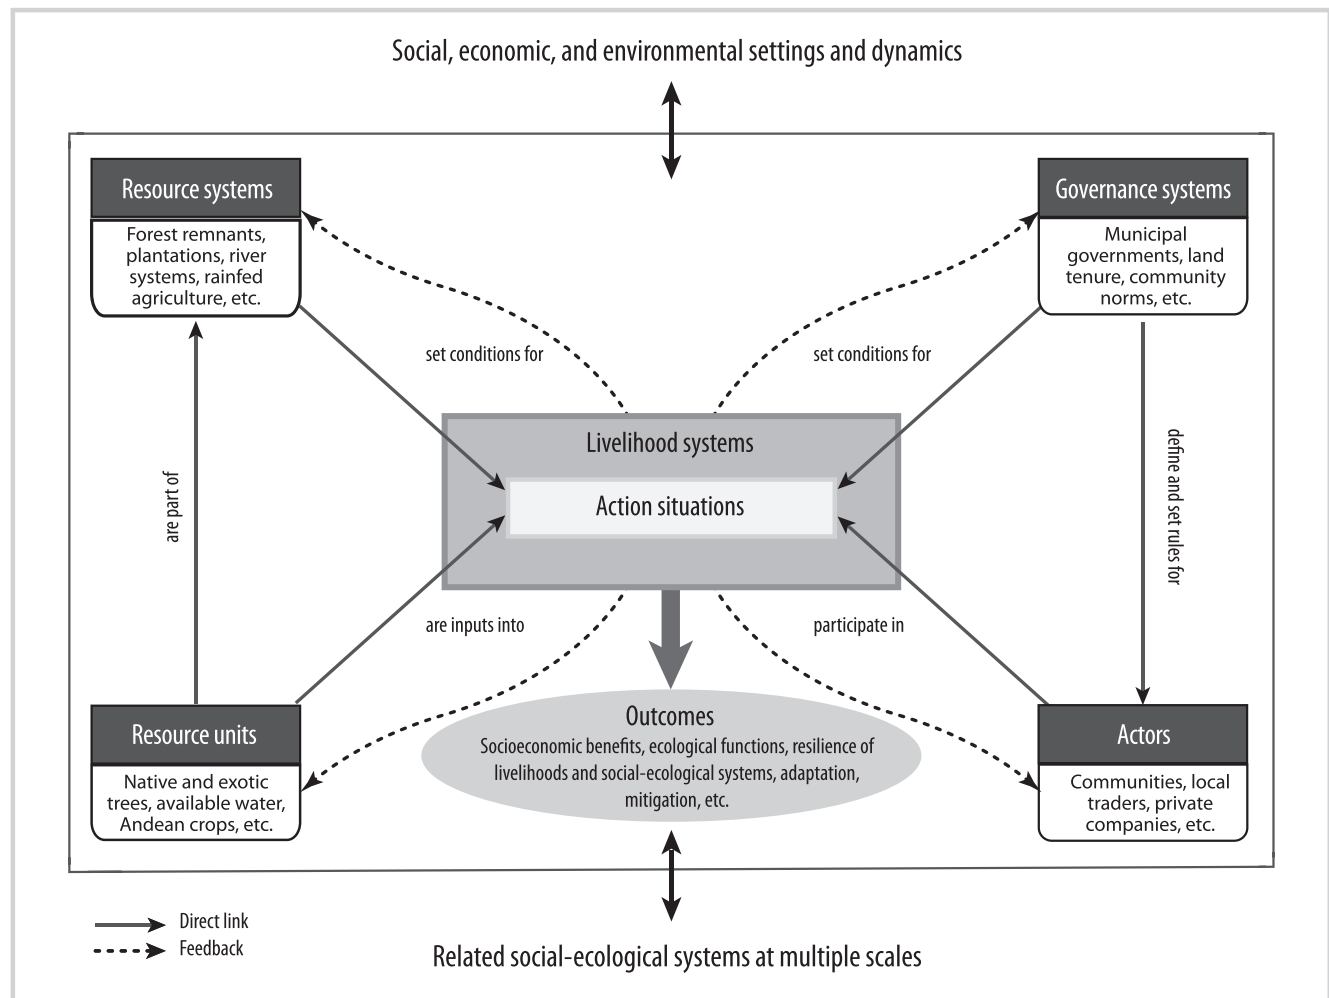 Social, economic, and environmental settings and dynamics
Resource systems
Forest remnants,
plantations, river
systems, rainfed
agriculture, etc.
Governance systems
Municipal
governments, land
tenure, community
norms, etc.
set conditions for
set conditions for
Livelihood systems
Action situations
are part of
define and set rules for
are inputs into
participate in
Resource units
Native and exotic
trees, available water,
Andean crops, etc.
Outcomes
Socioeconomic benefits, ecological functions, resilience of
livelihoods and social-ecological systems, adaptation,
mitigation, etc.
Actors
Communities, local
traders, private
companies, etc.
Direct link
Feedback
Related social-ecological systems at multiple scales